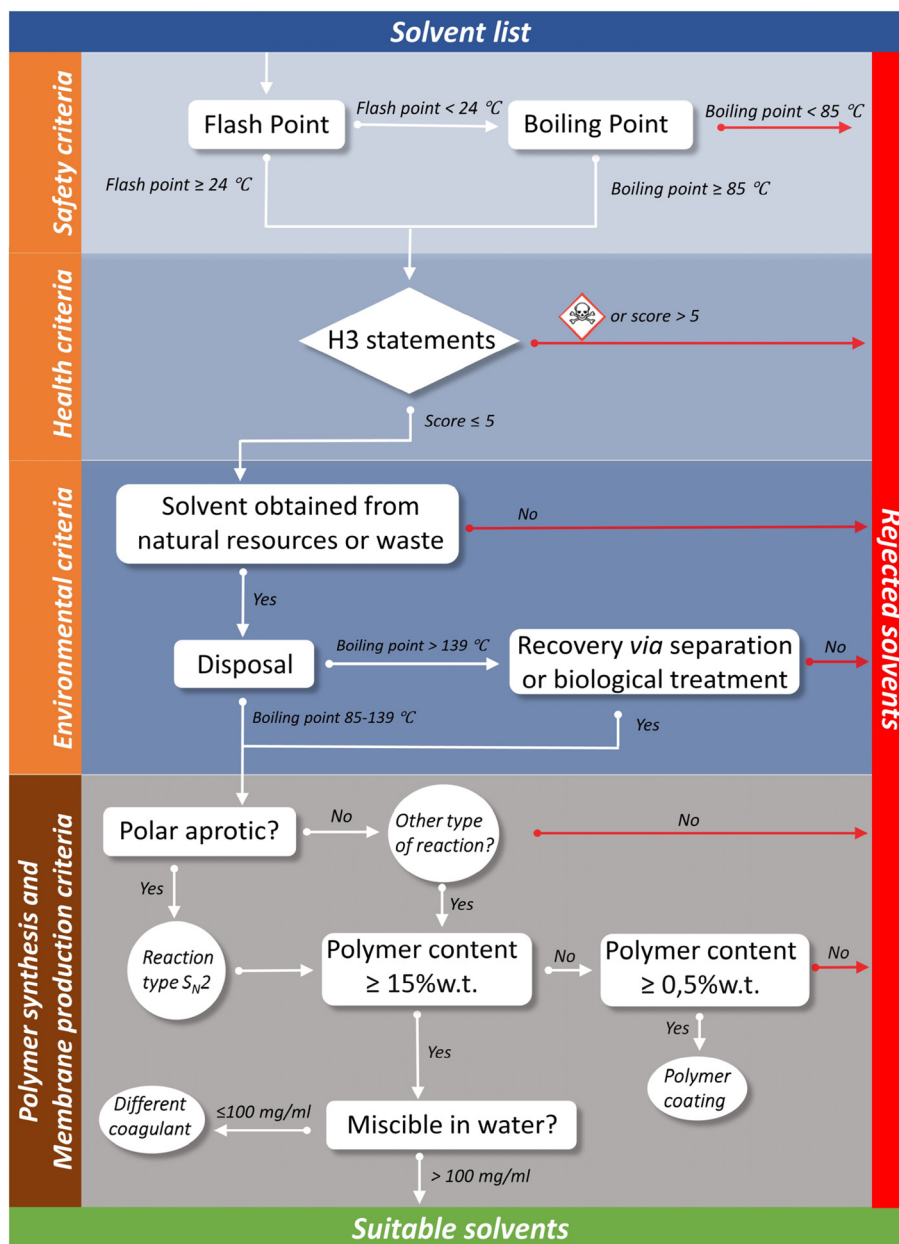 Solvent list
Safety criteria
Flash Point
Flash point < 24 ℃
Boiling Point
Boiling point < 85 ℃
Flash point ≥ 24 ℃
Boiling point ≥ 85 ℃
Health criteria
H3 statements
or score > 5
Score ≤ 5
Environmental criteria
Solvent obtained from
natural resources or waste
No
Yes
Disposal
Boiling point > 139 ℃
Recovery via separation
or biological treatment
No
Boiling point 85-139 ℃
Yes
Rejected solvents
Polymer synthesis and
Membrane production criteria
Polar aprotic?
No
Other type
of reaction?
No
Yes
Yes
Reaction
type SN2
Polymer content
≥ 15%w.t.
No
Polymer content
≥ 0,5%w.t.
No
Yes
Yes
Polymer
coating
Different
coagulant
≤100 mg/ml
Miscible in water?
> 100 mg/ml
Suitable solvents